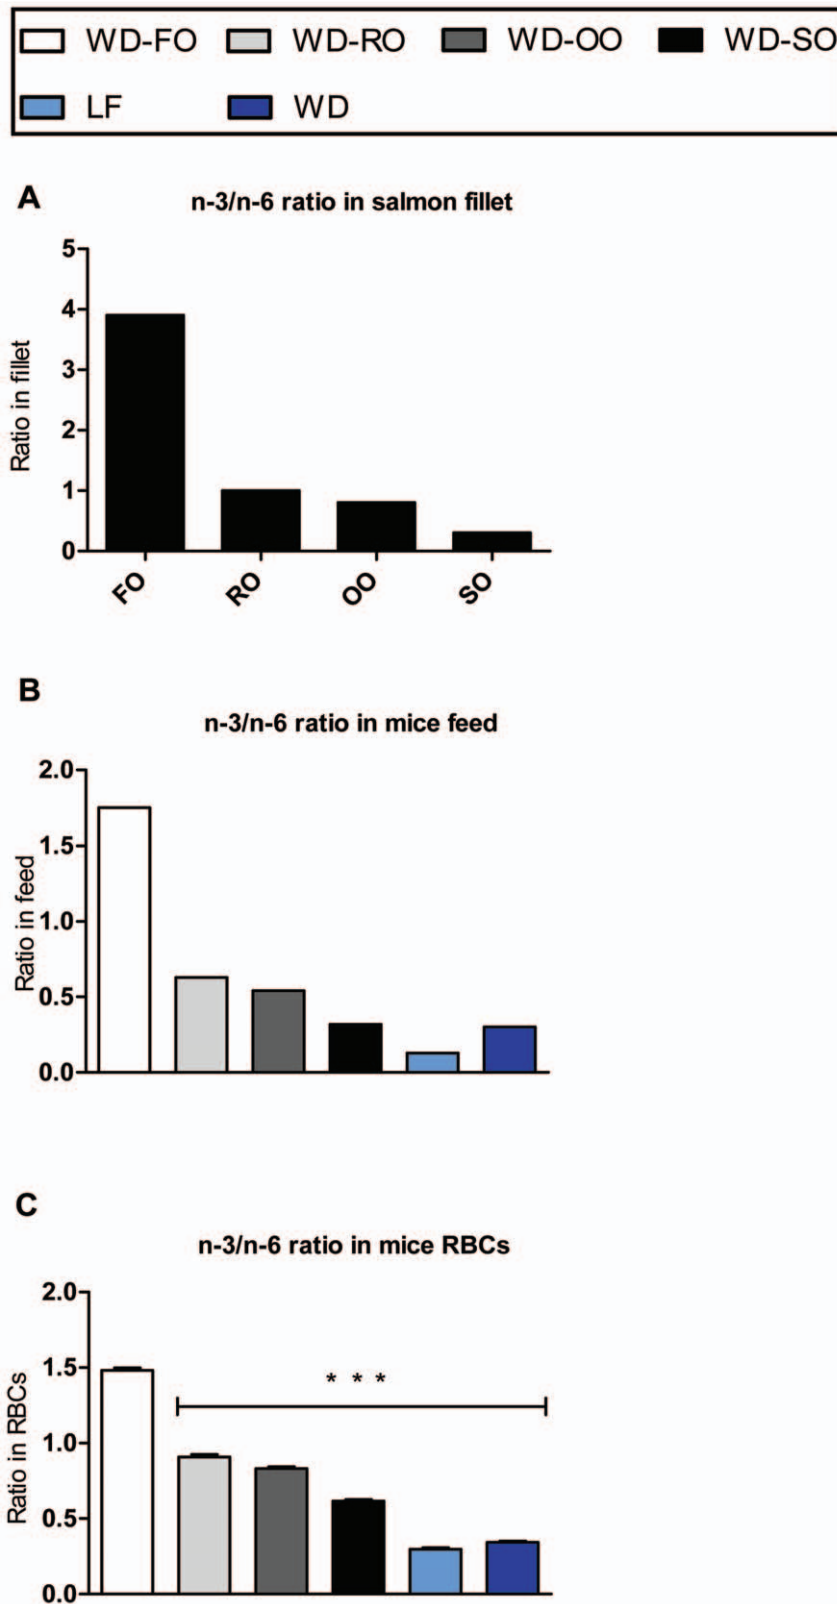 WD-FO WD-RO WD-OO WD-SO
LF WD
A
n-3/n-6 ratio in salmon fillet
Ratio in fillet
5
4
3
2
1
0
FO RO OO SO
B
n-3/n-6 ratio in mice feed
Ratio in feed
2.0
1.5
1.0
0.5
0.0
C
n-3/n-6 ratio in mice RBCs
Ratio in RBCs
2.0
1.5
* * *
1.0
0.5
0.0